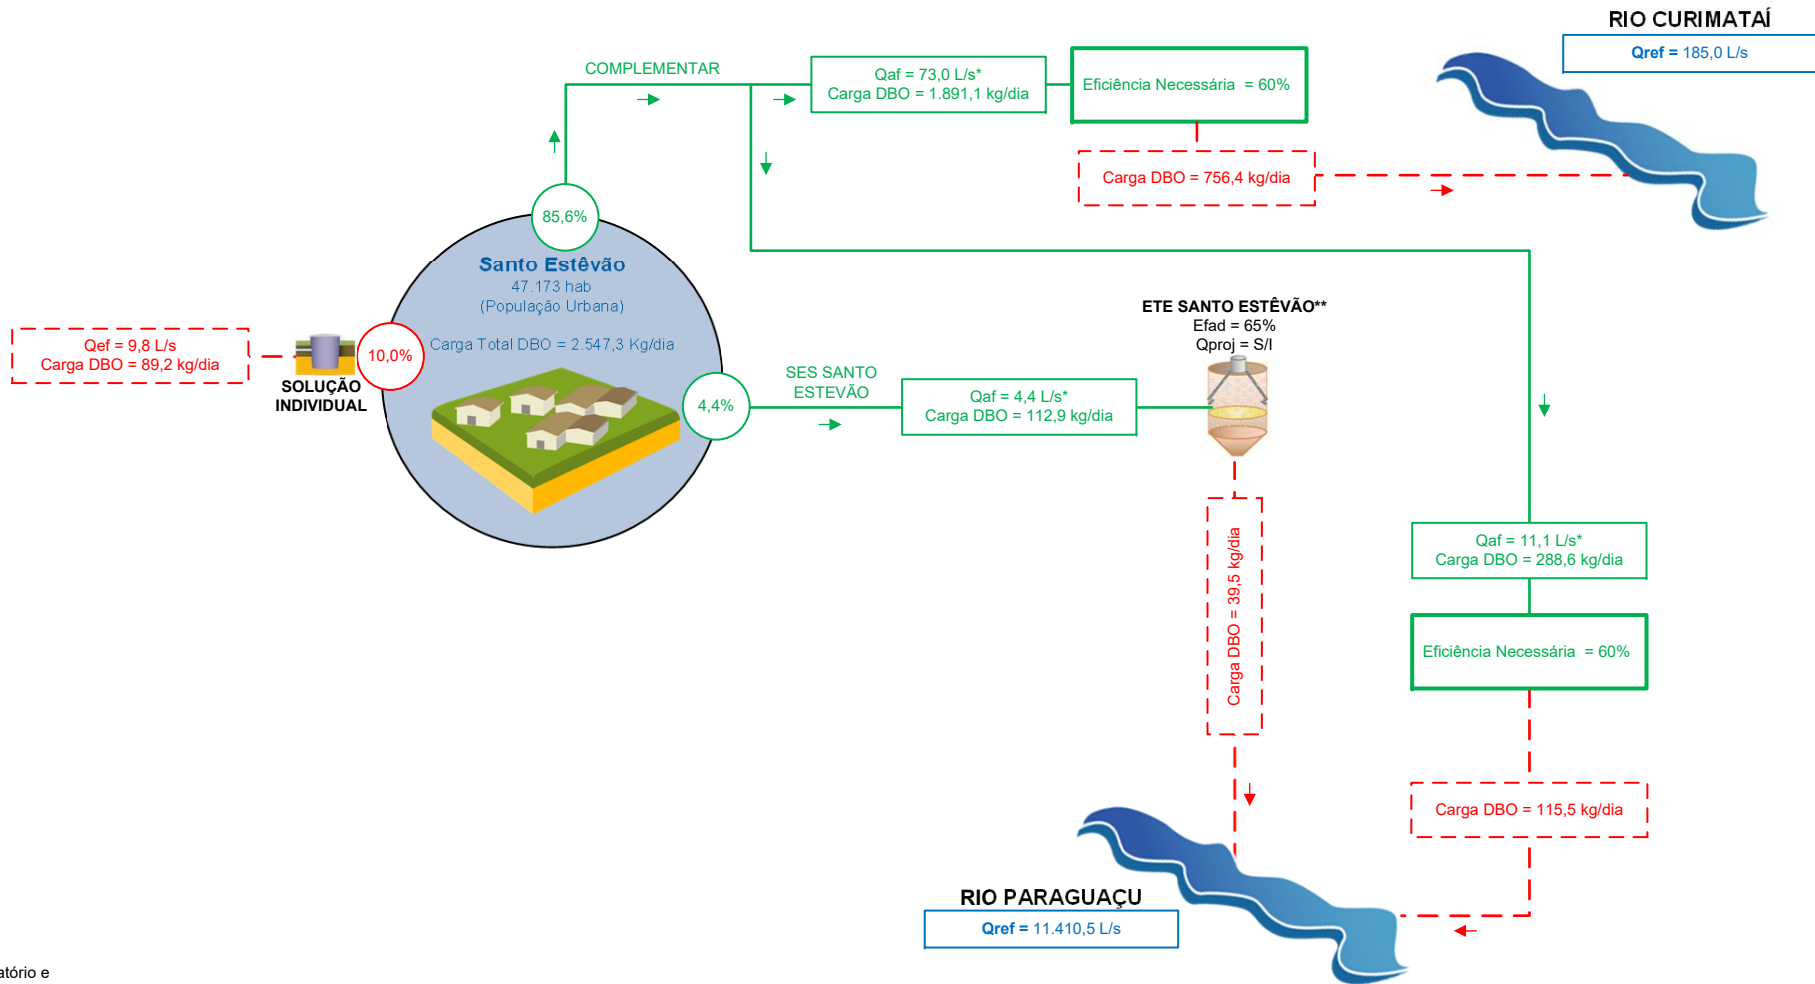 RIO CURIMATAÍ
Qref = 185,0 L/s
COMPLEMENTAR
Qaf = 73,0 L/s*
Carga DBO = 1.891,1 kg/dia
Eficiência Necessária = 60%
Carga DBO = 756,4 kg/dia
85,6%
Santo Estêvão
47.173 hab
(População Urbana)
Carga Total DBO = 2.547,3 Kg/dia
Qef = 9,8 L/s
Carga DBO = 89,2 kg/dia
10,0%
SOLUÇÃO
INDIVIDUAL
4,4%
SES SANTO
ESTEVÃO
Qaf = 4,4 L/s*
Carga DBO = 112,9 kg/dia
ETE SANTO ESTÊVÃO**
Efad = 65%
Qproj = S/I
Carga DBO = 39,5 kg/dia
Qaf = 11,1 L/s*
Carga DBO = 288,6 kg/dia
Eficiência Necessária = 60%
Carga DBO = 115,5 kg/dia
RIO PARAGUAÇU
Qref = 11.410,5 L/s
atório e